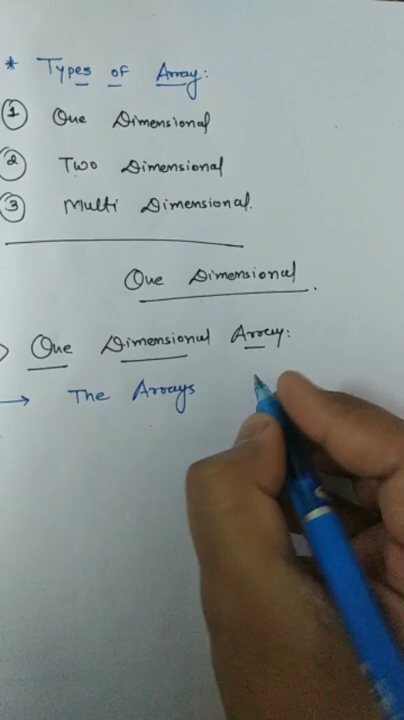 * Types of Array:
① One Dimensional
② Two Dimensional
③ Multi Dimensional.
One Dimensional.
One Dimensional Array:
→ The Arrays